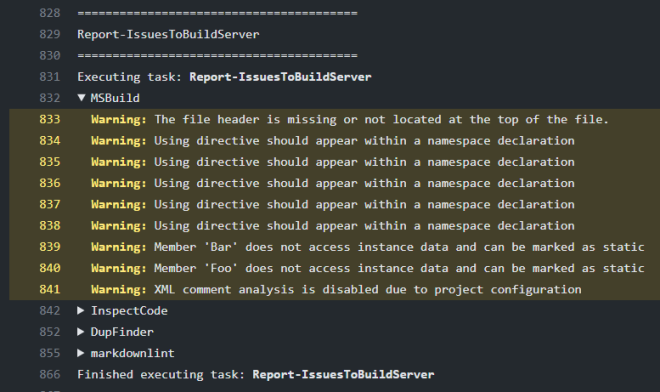 828 ========================================
829 Report-IssuesToBuildServer
830 ========================================
831 Executing task: Report-IssuesToBuildServer
832 ▼ MSBuild
833 Warning: The file header is missing or not located at the top of the file.
834 Warning: Using directive should appear within a namespace declaration
835 Warning: Using directive should appear within a namespace declaration
836 Warning: Using directive should appear within a namespace declaration
837 Warning: Using directive should appear within a namespace declaration
838 Warning: Using directive should appear within a namespace declaration
839 Warning: Member 'Bar' does not access instance data and can be marked as static
840 Warning: Member 'Foo' does not access instance data and can be marked as static
841 Warning: XML comment analysis is disabled due to project configuration
842 ▶ InspectCode
852 ▶ DupFinder
855 ▶ markdownlint
866 Finished executing task: Report-IssuesToBuildServer